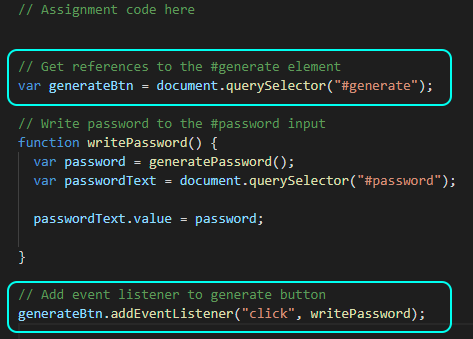 // Assignment code here
// Get references to the #generate element
var generateBtn = document.querySelector("#generate");
// Write password to the #password input
function writePassword() {
  var password = generatePassword();
  var passwordText = document.querySelector("#password");
  passwordText.value = password;
}
// Add event listener to generate button
generateBtn.addEventListener("click", writePassword);